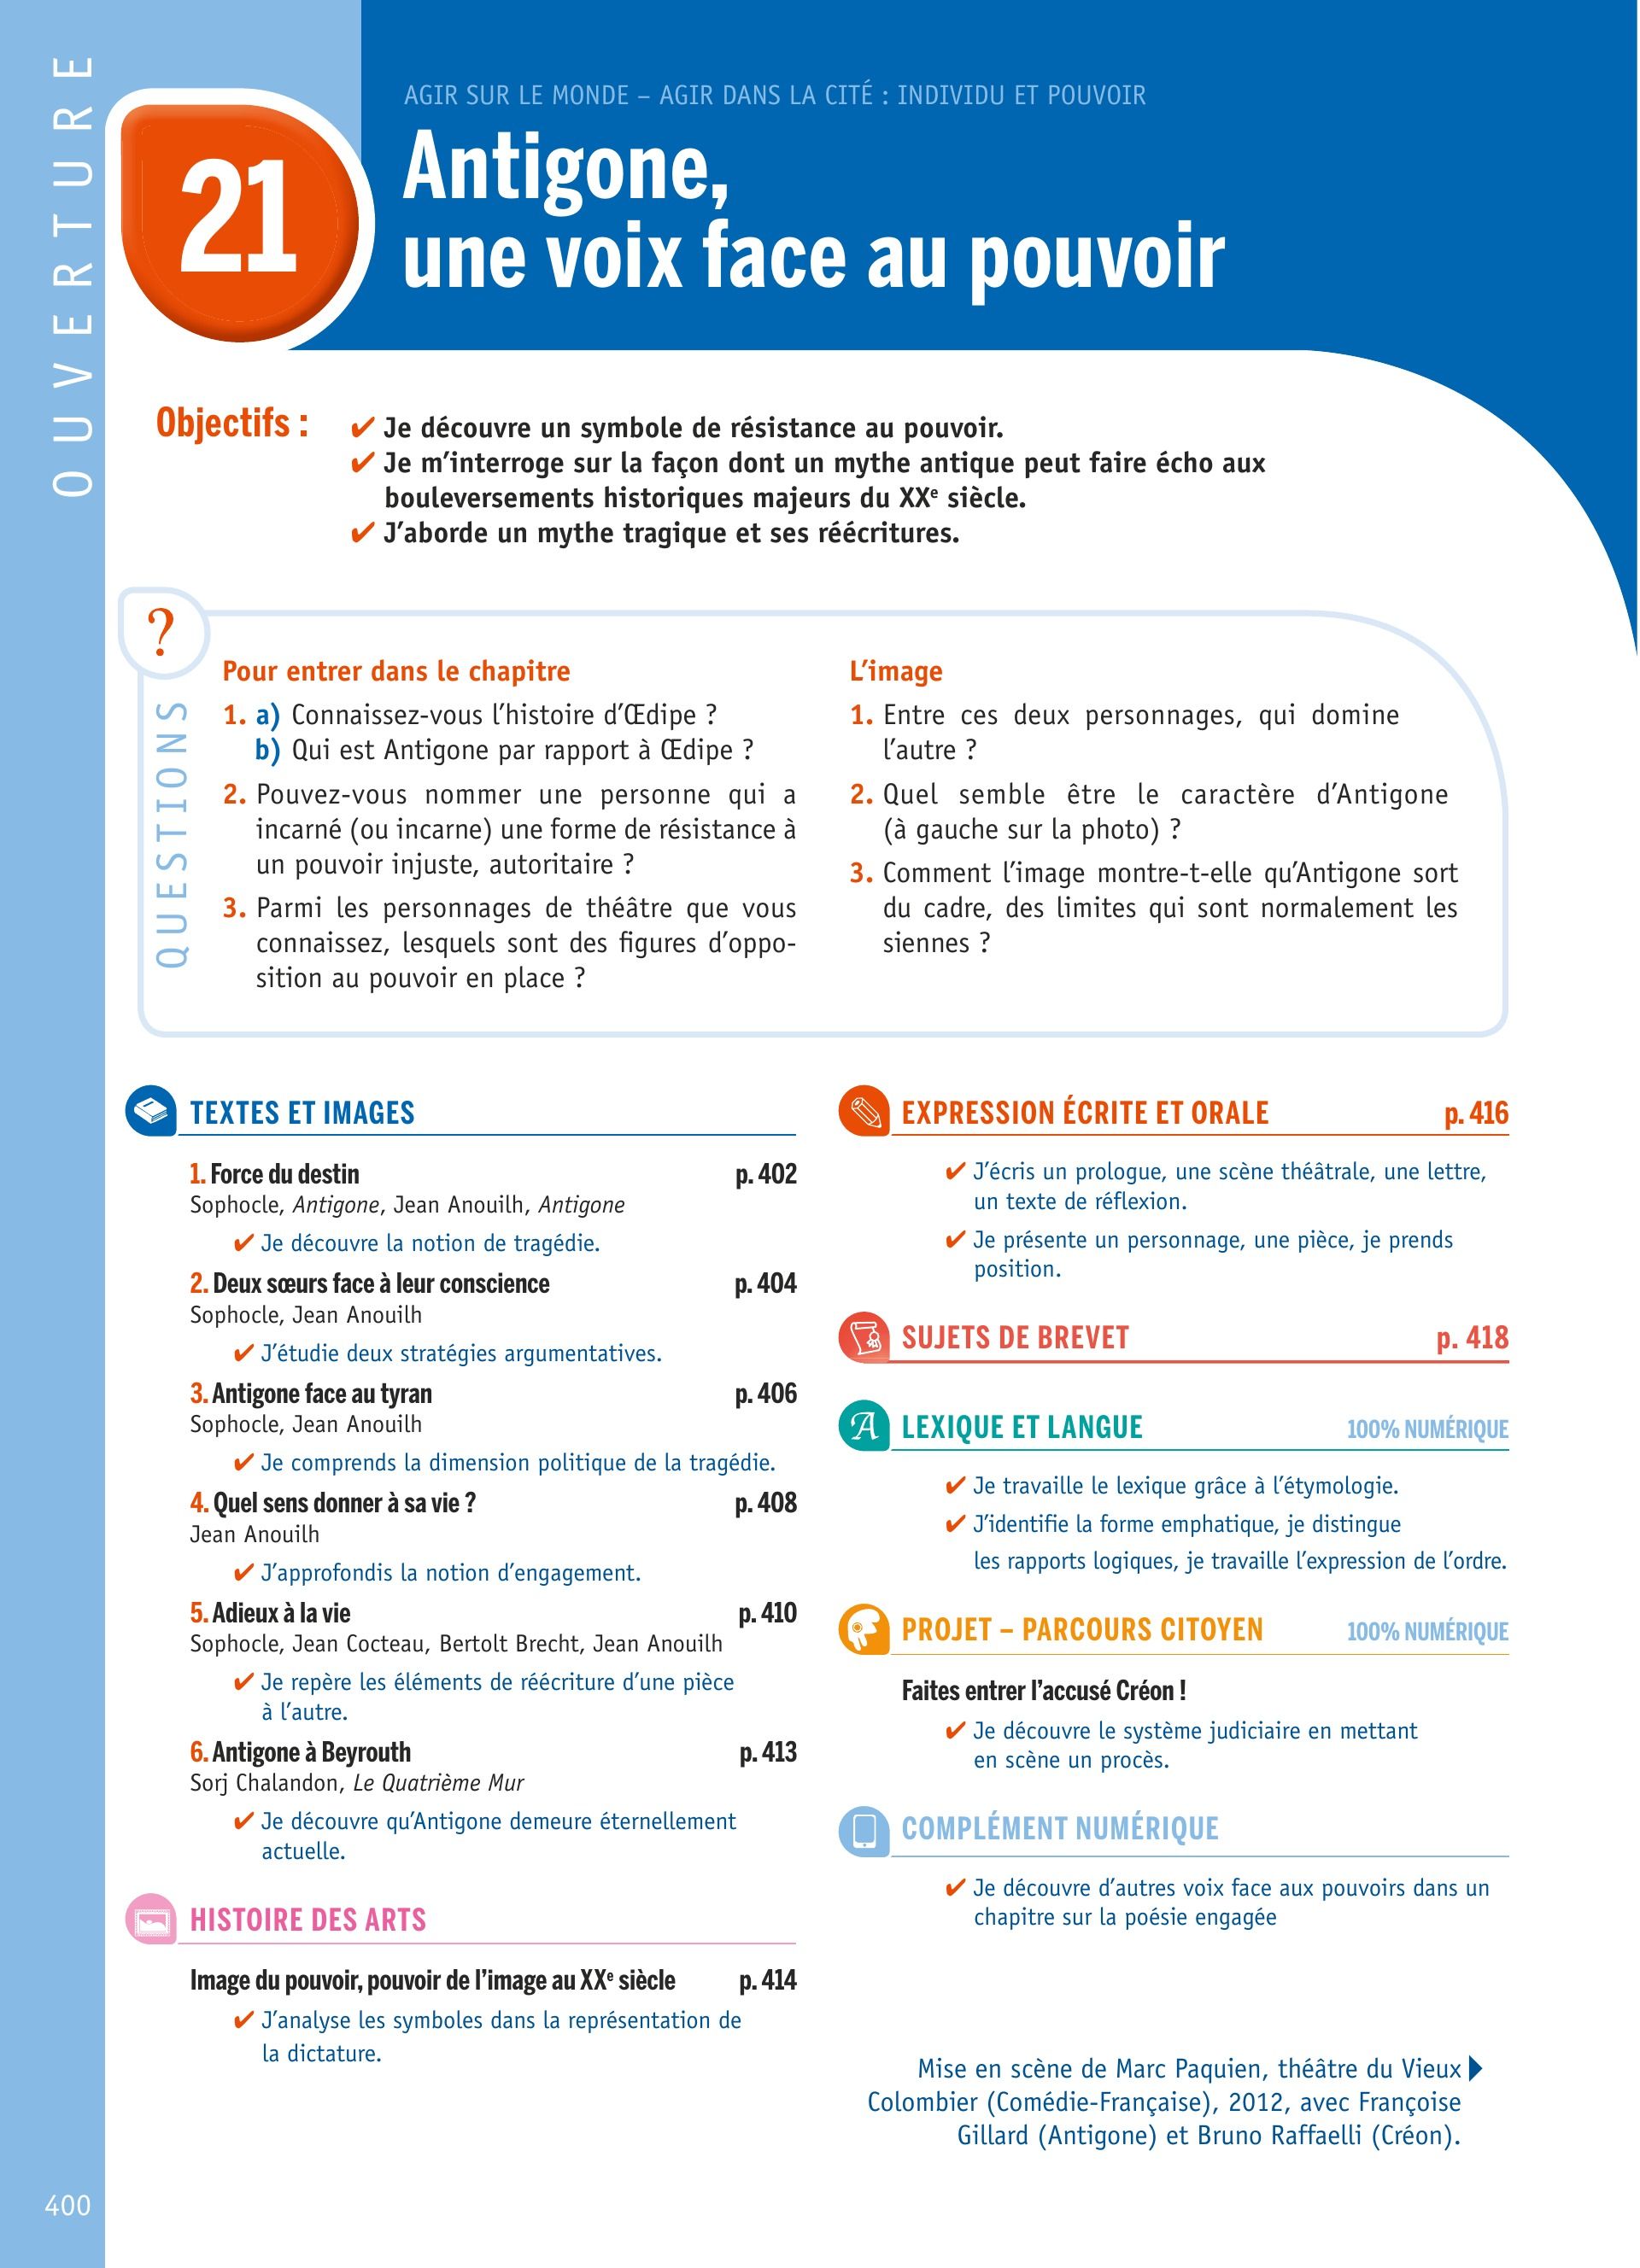 OUVERTURE
21
AGIR SUR LE MONDE – AGIR DANS LA CITÉ : INDIVIDU ET POUVOIR
Antigone,
une voix face au pouvoir
Objectifs :
✔ Je découvre un symbole de résistance au pouvoir.
✔ Je m’interroge sur la façon dont un mythe antique peut faire écho aux
bouleversements historiques majeurs du XXe siècle.
✔ J’aborde un mythe tragique et ses réécritures.
?
QUESTIONS
Pour entrer dans le chapitre
1. a) Connaissez-vous l’histoire d’Œdipe ?
b) Qui est Antigone par rapport à Œdipe ?
2. Pouvez-vous nommer une personne qui a
incarné (ou incarne) une forme de résistance à
un pouvoir injuste, autoritaire ?
3. Parmi les personnages de théâtre que vous
connaissez, lesquels sont des figures d’oppo-
sition au pouvoir en place ?
L’image
1. Entre ces deux personnages, qui domine
l’autre ?
2. Quel semble être le caractère d’Antigone
(à gauche sur la photo) ?
3. Comment l’image montre-t-elle qu’Antigone sort
du cadre, des limites qui sont normalement les
siennes ?
TEXTES ET IMAGES
1. Force du destin p. 402
Sophocle, Antigone, Jean Anouilh, Antigone
✔ Je découvre la notion de tragédie.
2. Deux sœurs face à leur conscience p. 404
Sophocle, Jean Anouilh
✔ J’étudie deux stratégies argumentatives.
3. Antigone face au tyran p. 406
Sophocle, Jean Anouilh
✔ Je comprends la dimension politique de la tragédie.
4. Quel sens donner à sa vie ? p. 408
Jean Anouilh
✔ J’approfondis la notion d’engagement.
5. Adieux à la vie p. 410
Sophocle, Jean Cocteau, Bertolt Brecht, Jean Anouilh
✔ Je repère les éléments de réécriture d’une pièce
à l’autre.
6. Antigone à Beyrouth p. 413
Sorj Chalandon, Le Quatrième Mur
✔ Je découvre qu’Antigone demeure éternellement
actuelle.
HISTOIRE DES ARTS
Image du pouvoir, pouvoir de l’image au XXe siècle p. 414
✔ J’analyse les symboles dans la représentation de
la dictature.
EXPRESSION ÉCRITE ET ORALE p. 416
✔ J’écris un prologue, une scène théâtrale, une lettre,
un texte de réflexion.
✔ Je présente un personnage, une pièce, je prends
position.
SUJETS DE BREVET p. 418
A LEXIQUE ET LANGUE 100% NUMÉRIQUE
✔ Je travaille le lexique grâce à l’étymologie.
✔ J’identifie la forme emphatique, je distingue
les rapports logiques, je travaille l’expression de l’ordre.
PROJET – PARCOURS CITOYEN 100% NUMÉRIQUE
Faites entrer l’accusé Créon !
✔ Je découvre le système judiciaire en mettant
en scène un procès.
COMPLÉMENT NUMÉRIQUE
✔ Je découvre d’autres voix face aux pouvoirs dans un
chapitre sur la poésie engagée
Mise en scène de Marc Paquien, théâtre du Vieux
Colombier (Comédie-Française), 2012, avec Françoise
Gillard (Antigone) et Bruno Raffaelli (Créon).
400